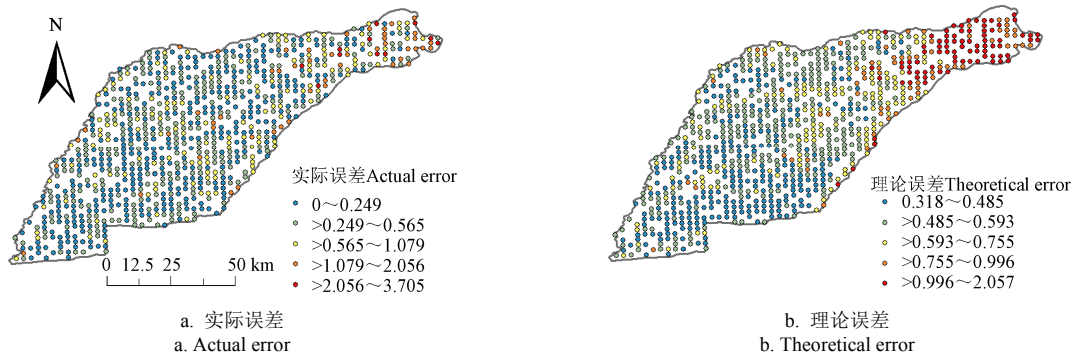 N
实际误差Actual error
0～0.249
>0.249～0.565
>0.565～1.079
>1.079～2.056
>2.056～3.705
0 12.5 25 50 km
a. 实际误差
a. Actual error
理论误差Theoretical error
0.318～0.485
>0.485～0.593
>0.593～0.755
>0.755～0.996
>0.996～2.057
b. 理论误差
b. Theoretical error